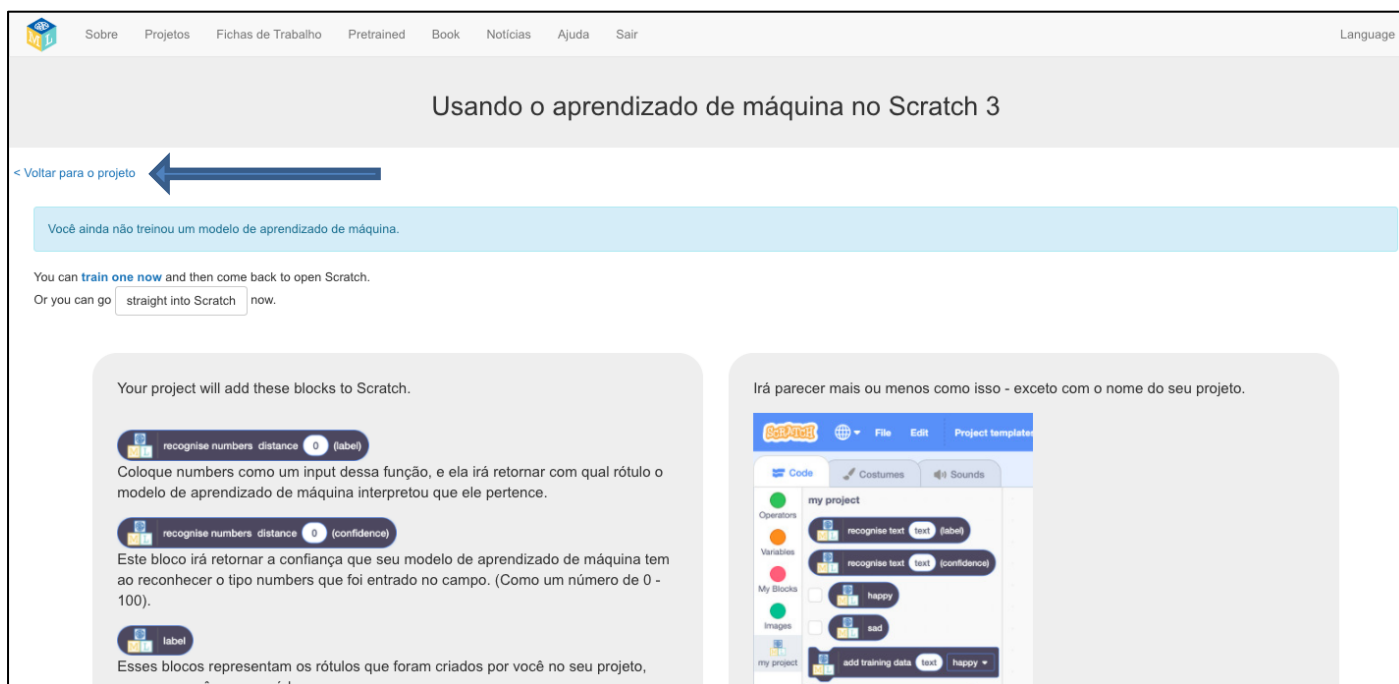 Sobre Projetos Fichas de Trabalho Pretrained Book Notícias Ajuda Sair Language
Usando o aprendizado de máquina no Scratch 3
< Voltar para o projeto
Você ainda não treinou um modelo de aprendizado de máquina.
You can train one now and then come back to open Scratch.
Or you can go straight into Scratch now.
Your project will add these blocks to Scratch.
recognise numbers distance 0 (label)
Coloque numbers como um input dessa função, e ela irá retornar com qual rótulo o
modelo de aprendizado de máquina interpretou que ele pertence.
recognise numbers distance 0 (confidence)
Este bloco irá retornar a confiança que seu modelo de aprendizado de máquina tem
ao reconhecer o tipo numbers que foi entrado no campo. (Como um número de 0 -
100).
label
Esses blocos representam os rótulos que foram criados por você no seu projeto,
Irá parecer mais ou menos como isso - exceto com o nome do seu projeto.
SCRATCH File Edit Project templates
Code Costumes Sounds
my project
Operators
recognise text text (label)
Variables
recognise text text (confidence)
My Blocks
happy
Images
sad
my project
add training data text happy